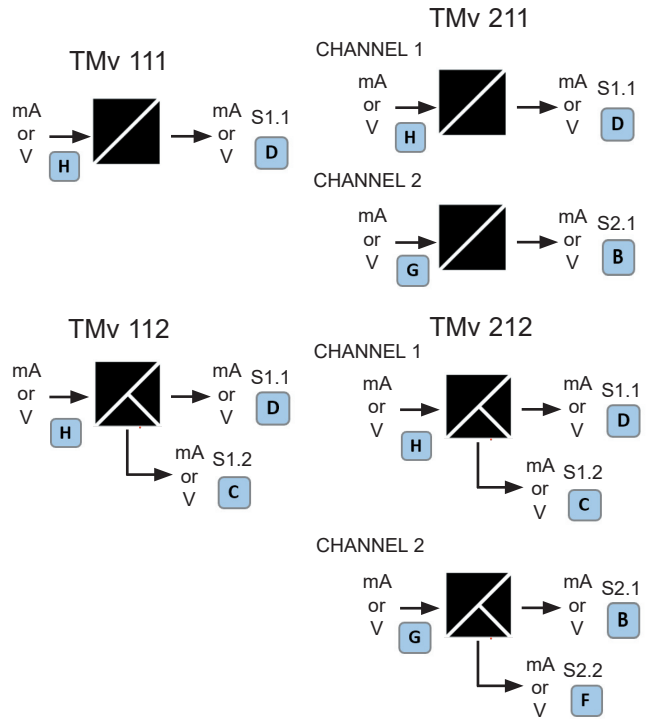 TMv 111
mA
or
V
H
mA
or
V
S1.1
D
TMv 211
CHANNEL 1
mA
or
V
H
mA
or
V
S1.1
D
CHANNEL 2
mA
or
V
G
mA
or
V
S2.1
B
TMv 112
mA
or
V
H
mA
or
V
S1.1
D
mA
or
V
S1.2
C
TMv 212
CHANNEL 1
mA
or
V
H
mA
or
V
S1.1
D
mA
or
V
S1.2
C
CHANNEL 2
mA
or
V
G
mA
or
V
S2.1
B
mA
or
V
S2.2
F